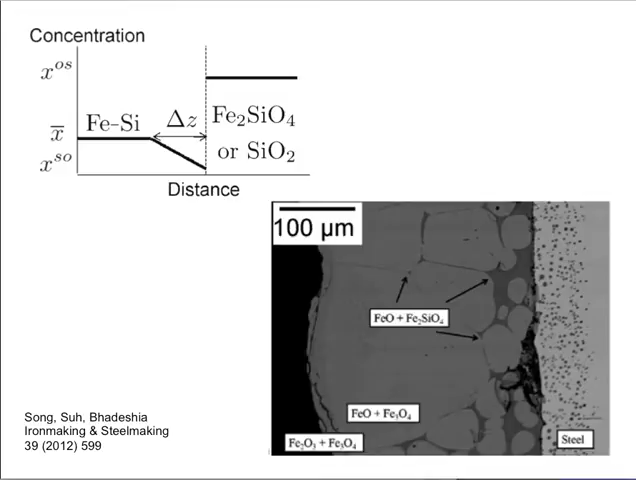 Concentration
x^os
Fe-Si
Δz
Fe₂SiO₄
x̅
or SiO₂
x^so
Distance
100 µm
FeO + Fe₂SiO₄
FeO + Fe₃O₄
Fe₂O₃ + Fe₃O₄
Steel
Song, Suh, Bhadeshia
Ironmaking & Steelmaking
39 (2012) 599